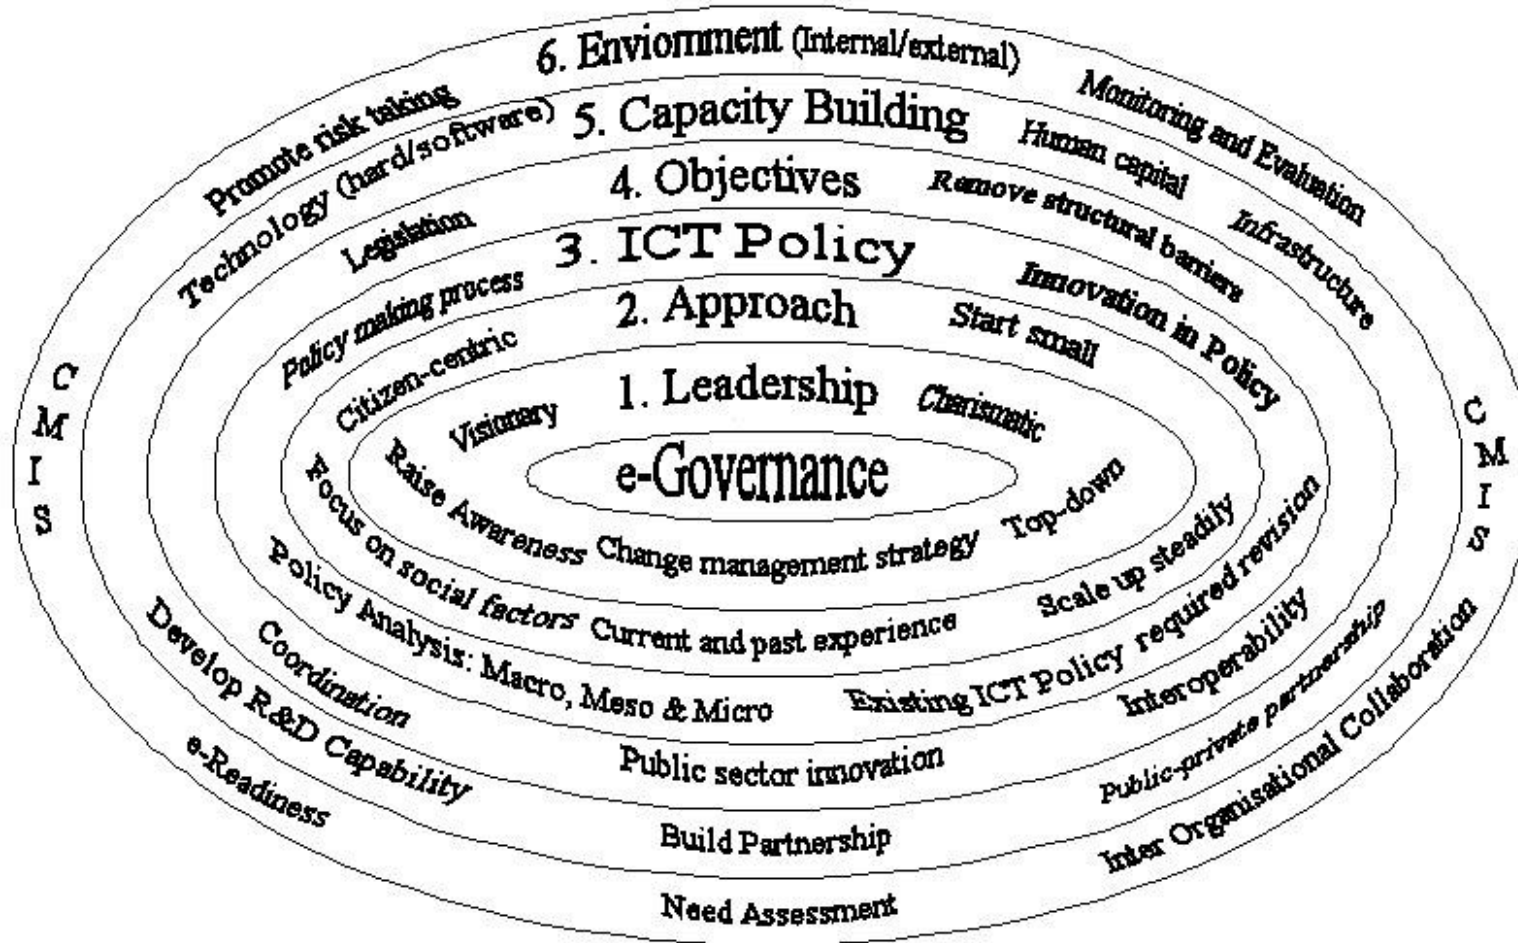 6. Enviornment (Internal/external)
Promote risk taking
Monitoring and Evaluation
5. Capacity Building
Technology (hard/software)
Human capital
Infrastructure
4. Objectives
Legislation
Remove structural barriers
3. ICT Policy
Policy making process
Innovation in Policy
2. Approach
Citizen-centric
Start small
1. Leadership
Visionary
Charismatic
e-Governance
C
M
I
S
C
M
I
S
Raise Awareness
Change management strategy
Top-down
Focus on social factors
Current and past experience
Scale up steadily
Policy Analysis: Macro, Meso & Micro
Existing ICT Policy required revision
Coordination
Public sector innovation
Interoperability
Develop R&D Capability
Build Partnership
Public-private partnership
e-Readiness
Need Assessment
Inter Organisational Collaboration